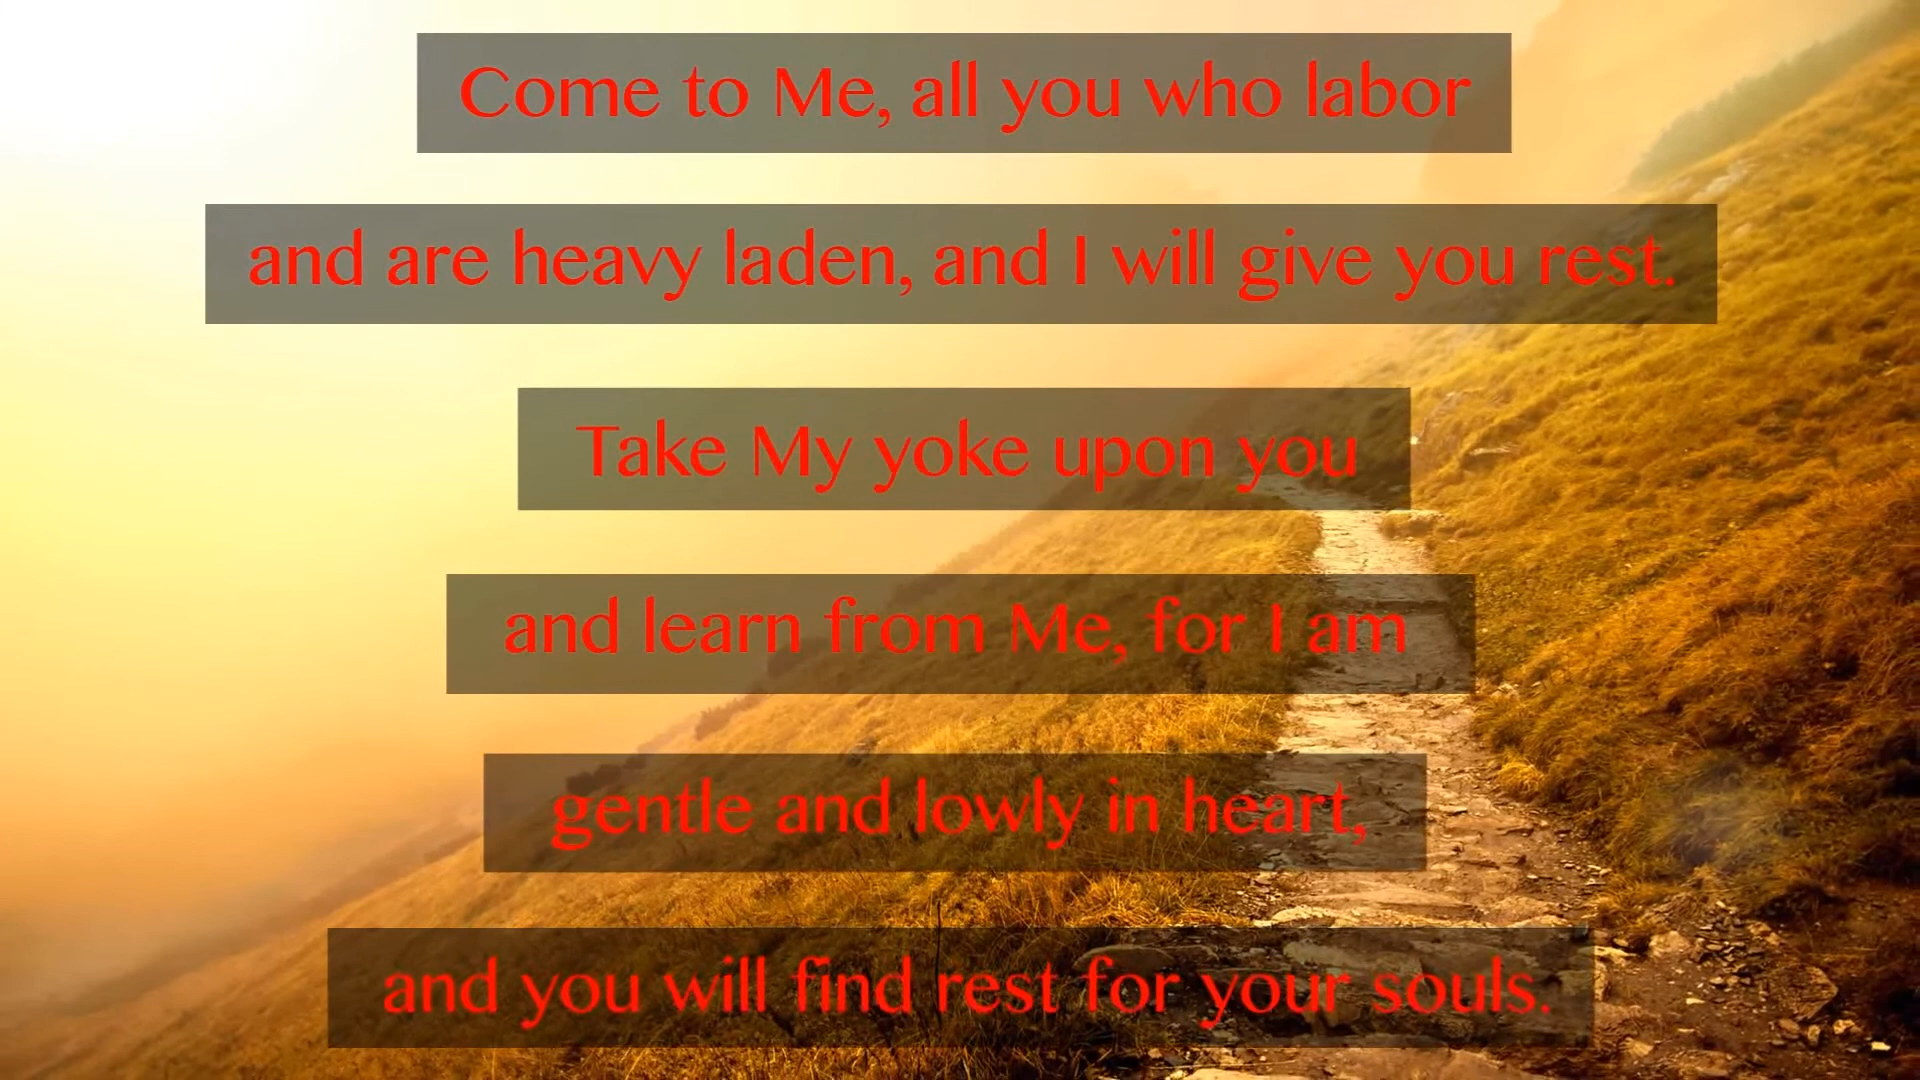 Come to Me, all you who labor
and are heavy laden, and I will give you rest.
Take My yoke upon you
and learn from Me, for I am
gentle and lowly in heart,
and you will find rest for your souls.